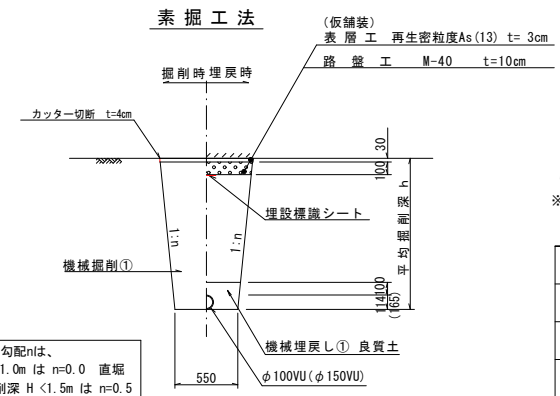 素掘工法
(仮舗装)
表層工 再生密粒度As(13) t= 3cm
路盤工 M-40 t=10cm
掘削時 埋戻時
カッター切断 t=4cm
30
100
埋設標識シート
平均掘削深 h
※
1:n
1:n
機械掘削①
100
114
(165)
機械埋戻し① 良質土
550
φ100VU(φ150VU)
勾配nは、
1.0m は n=0.0 直堀
削深 H <1.5m は n=0.5